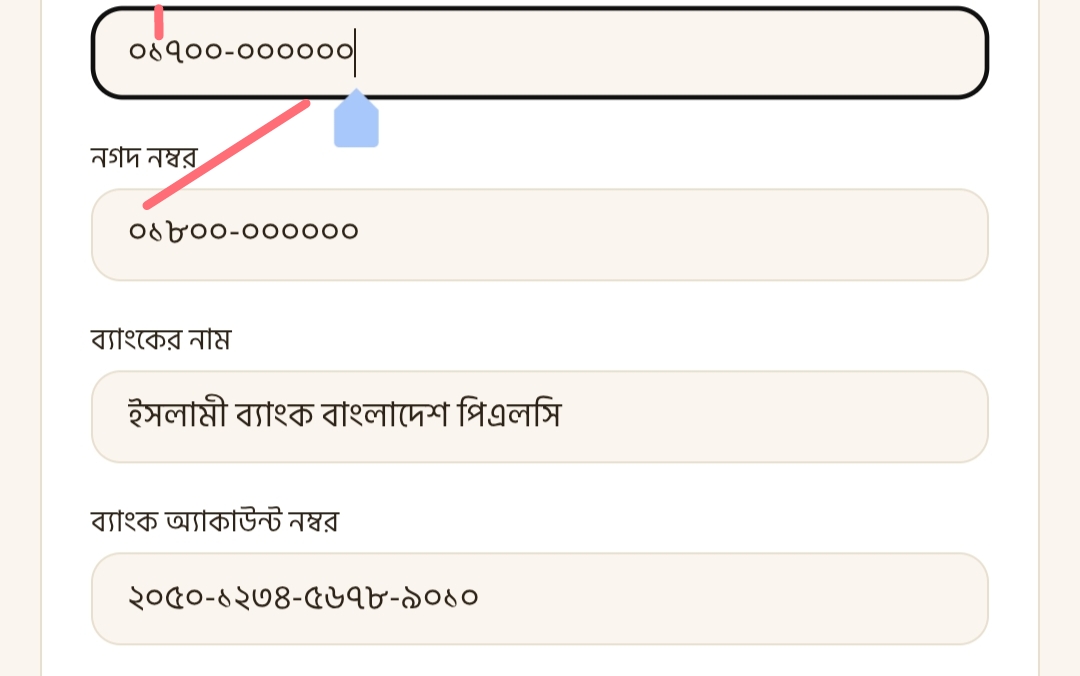 ০১৭০০-০০০০০০
নগদ নম্বর
০১৮০০-০০০০০০
ব্যাংকের নাম
ইসলামী ব্যাংক বাংলাদেশ পিএলসি
ব্যাংক অ্যাকাউন্ট নম্বর
২০৫০-১২৩৪-৫৬৭৮-৯০১০